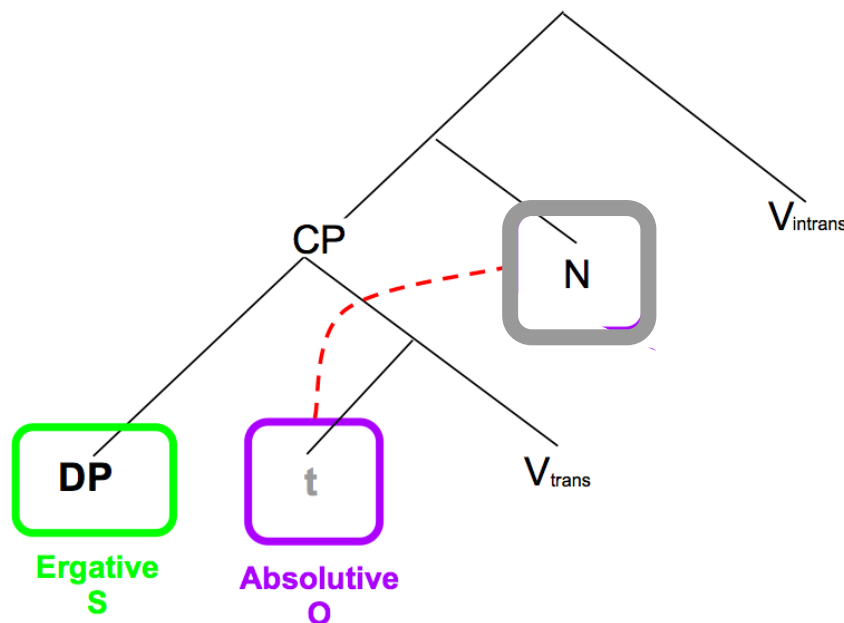 Vintrans
CP
N
DP
t
Vtrans
Ergative
S
Absolutive
O